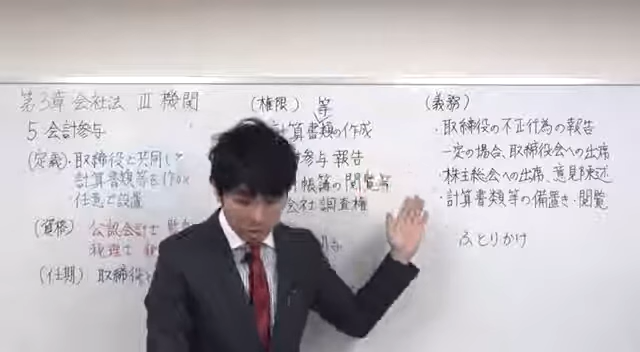 第3章 会社法 Ⅲ 機関
5 会計参与
(定義)・取締役と共同して
計算書類等を作成
・任意で設置
(資格) 公認会計士
税理士
(任期) 取締役と
(権限) 等
計算書類の作成
参与 報告
帳簿の閲覧等
会社 調査権
(義務)
・取締役の不正行為の報告
一定の場合、取締役会への出席
・株主総会への出席、意見陳述
・計算書類等の備置き・閲覧
ふとりかけ